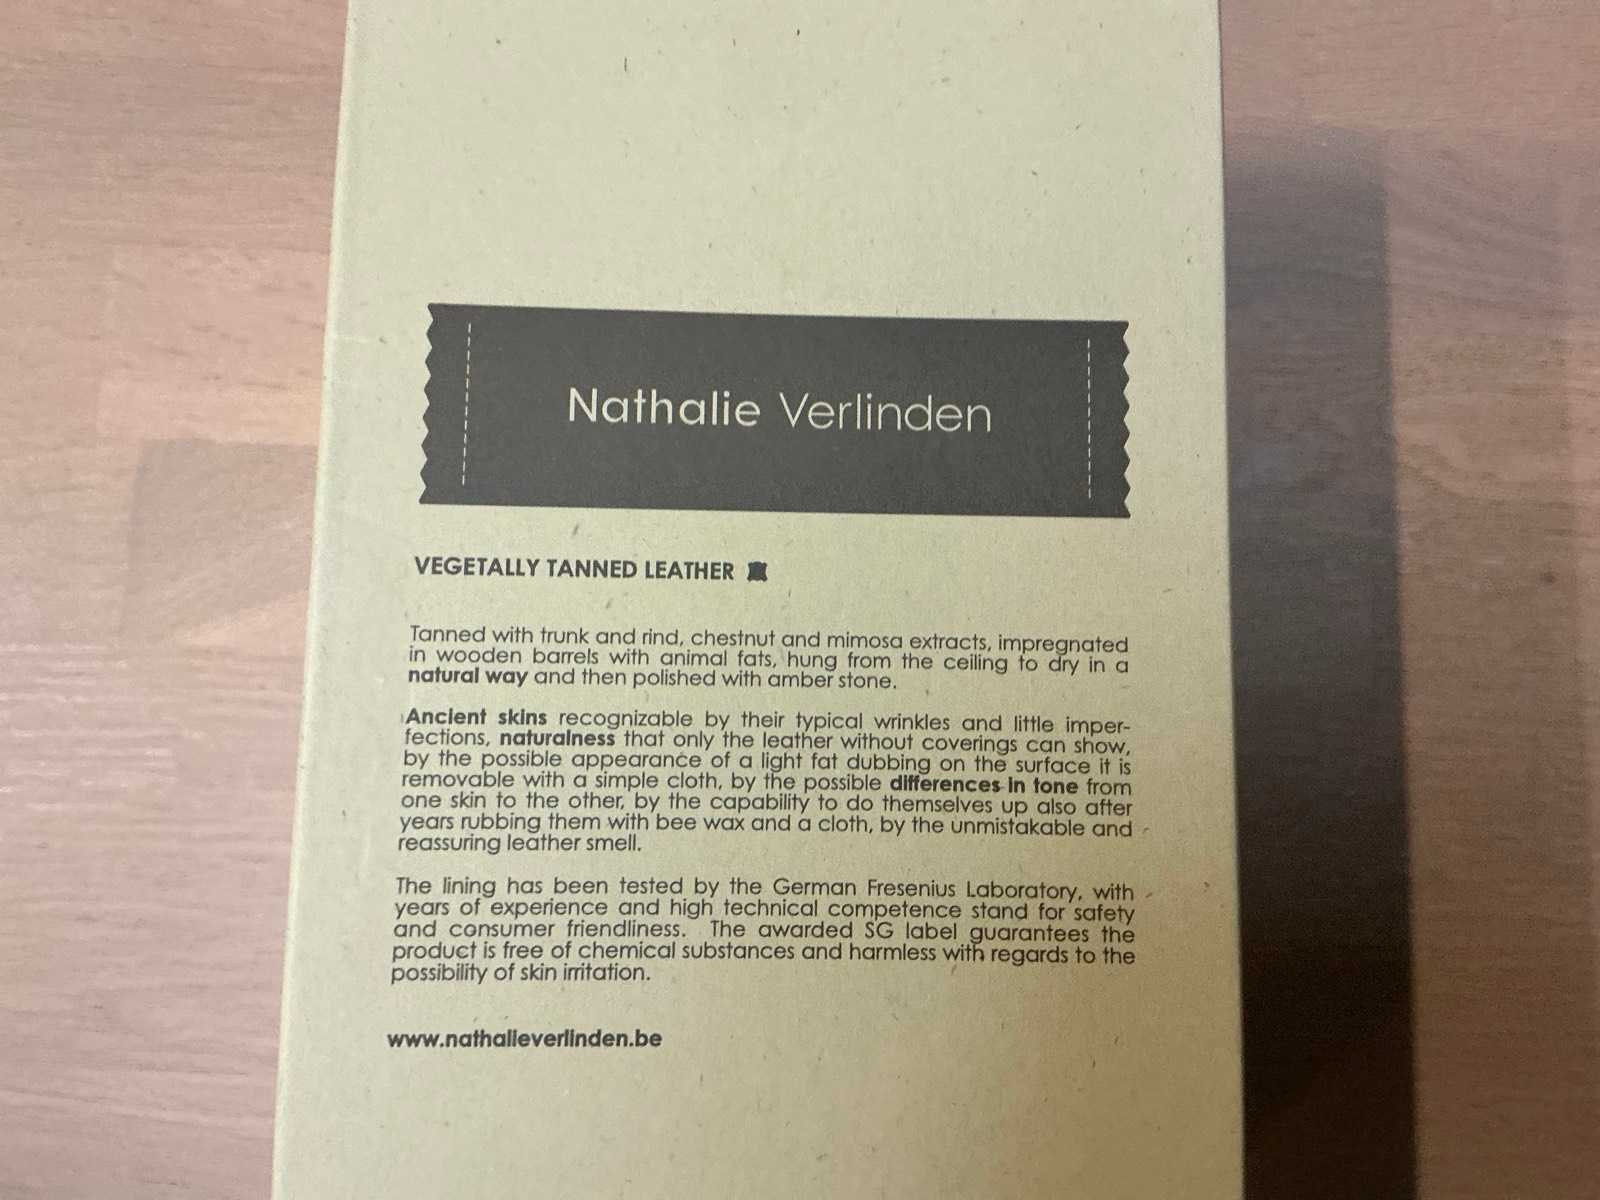 Nathalie Verlinden
VEGETALLY TANNED LEATHER
Tanned with trunk and rind, chestnut and mimosa extracts, impregnated
in wooden barrels with animal fats, hung from the ceiling to dry in a
natural way and then polished with amber stone.
Ancient skins recognizable by their typical wrinkles and little imper-
fections, naturalness that only the leather without coverings can show,
by the possible appearance of a light fat dubbing on the surface it is
removable with a simple cloth, by the possible differences in tone from
one skin to the other, by the capability to do themselves up also after
years rubbing them with bee wax and a cloth, by the unmistakable and
reassuring leather smell.
The lining has been tested by the German Fresenius Laboratory, with
years of experience and high technical competence stand for safety
and consumer friendliness. The awarded SG label guarantees the
product is free of chemical substances and harmless with regards to the
possibility of skin irritation.
www.nathalieverlinden.be